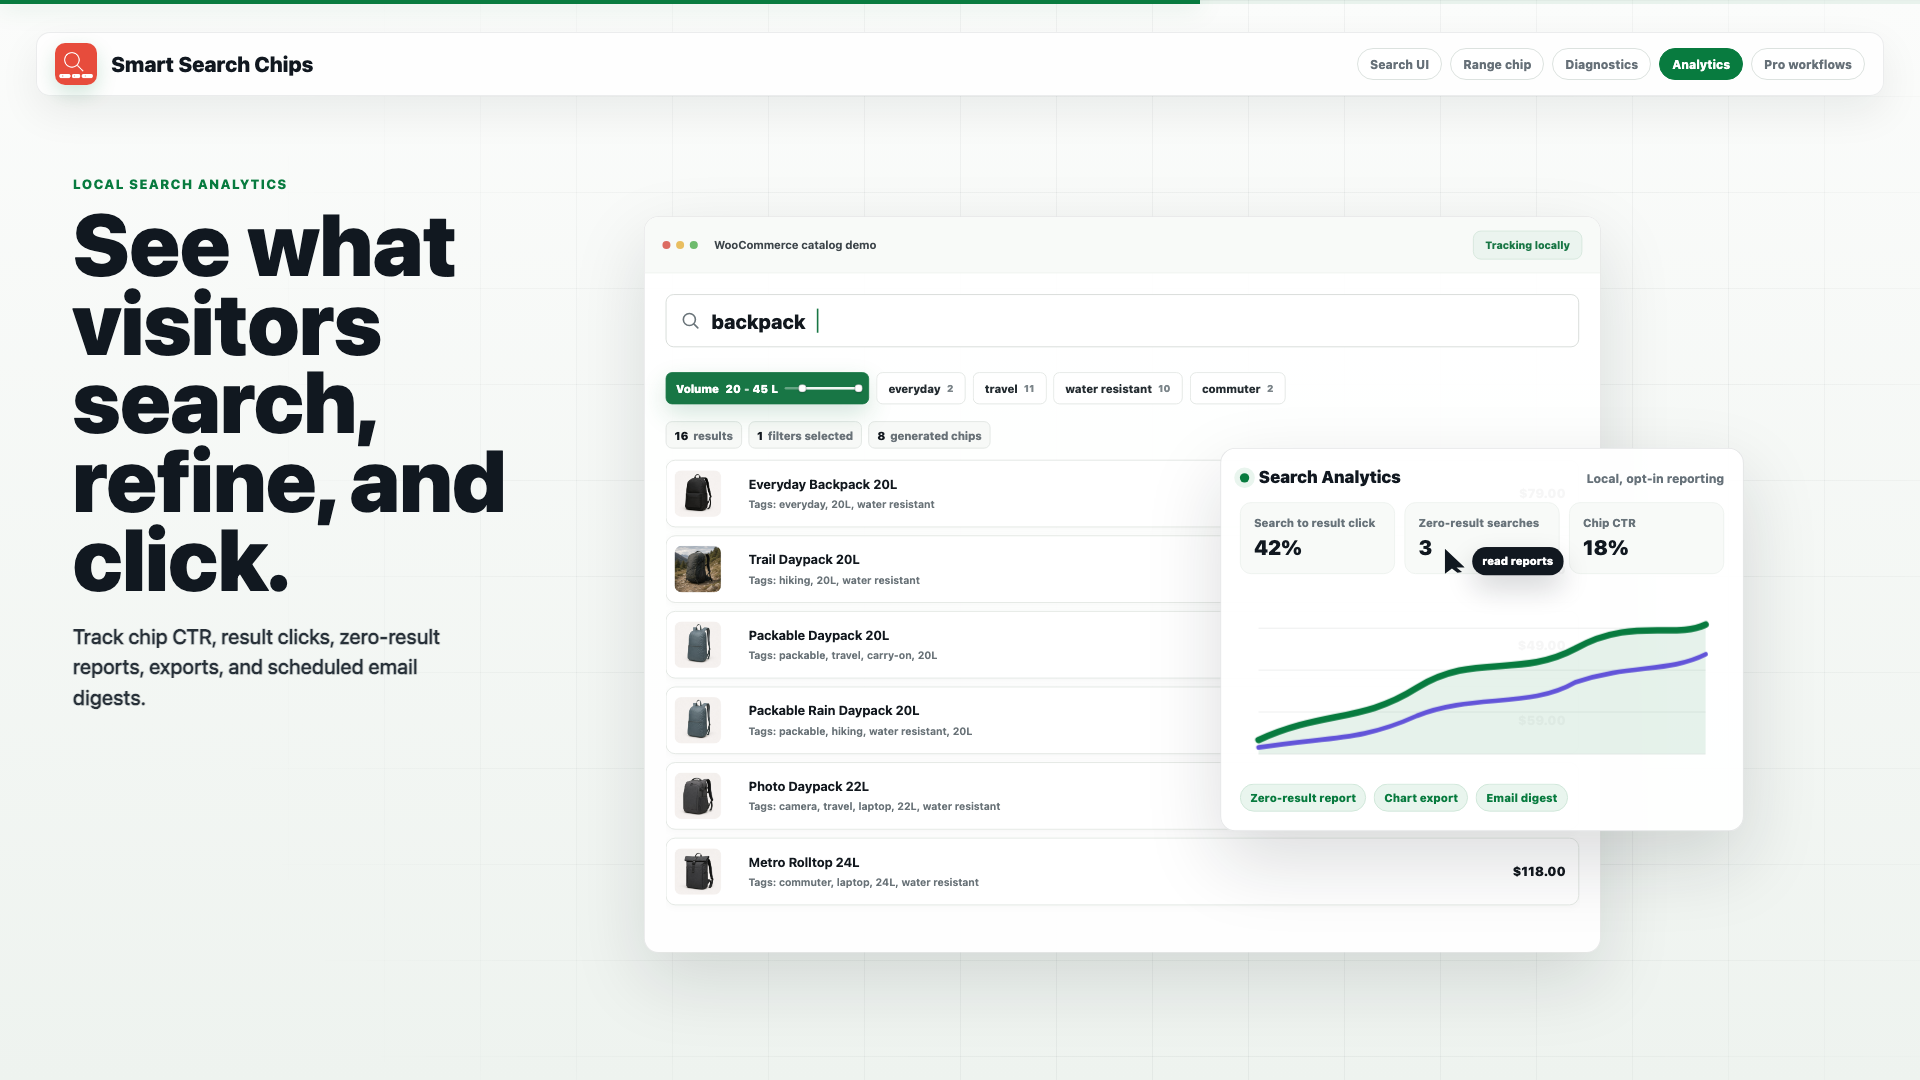 Smart Search Chips
Search UI
Range chip
Diagnostics
Analytics
Pro workflows
LOCAL SEARCH ANALYTICS
See what
visitors
search,
refine, and
click.
Track chip CTR, result clicks, zero-result
reports, exports, and scheduled email
digests.
WooCommerce catalog demo
Tracking locally
backpack
Volume 20 - 45 L
everyday 2
travel 11
water resistant 10
commuter 2
16 results
1 filters selected
8 generated chips
Everyday Backpack 20L
Tags: everyday, 20L, water resistant
$79.00
Trail Daypack 20L
Tags: hiking, 20L, water resistant
Packable Daypack 20L
Tags: packable, travel, carry-on, 20L
$49.00
Packable Rain Daypack 20L
Tags: packable, hiking, water resistant, 20L
$59.00
Photo Daypack 22L
Tags: camera, travel, laptop, 22L, water resistant
Metro Rolltop 24L
Tags: commuter, laptop, 24L, water resistant
$118.00
Search Analytics
Local, opt-in reporting
Search to result click
42%
Zero-result searches
3
read reports
Chip CTR
18%
Zero-result report
Chart export
Email digest